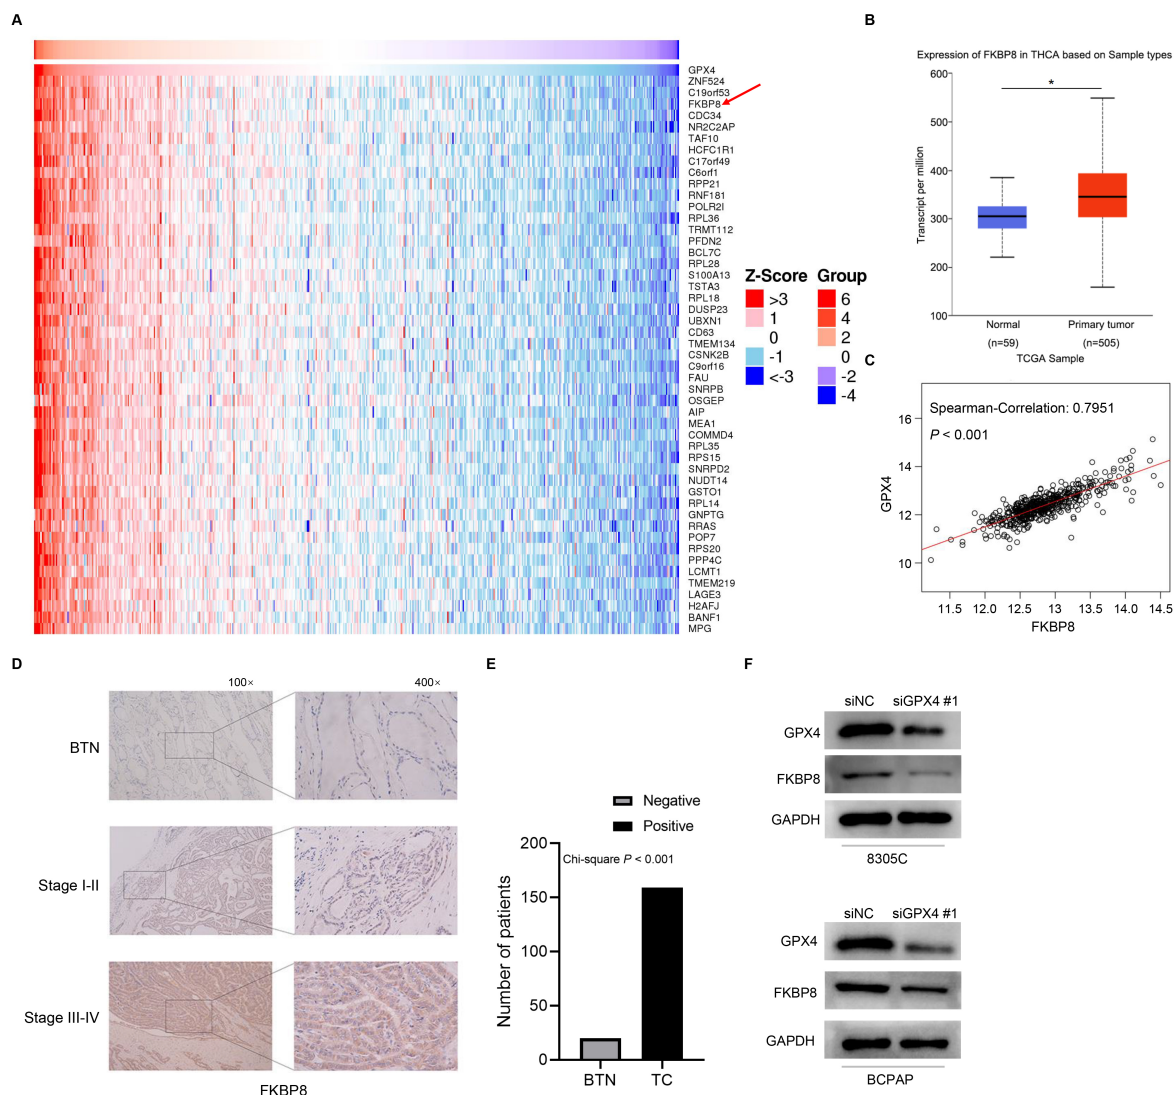 A
GPX4
ZNF524
C19orf53
FKBP8
CDC34
NR2C2AP
TAF10
HCFC1R1
C17orf49
C6orf1
RPP21
RNF181
POLR2I
RPL36
TRMT112
PFDN2
BCL7C
RPL28
S100A13
TSTA3
RPL18
DUSP23
UBXN1
CD63
TMEM134
CSNK2B
C9orf16
FAU
SNRPB
OSGEP
AIP
MEA1
COMMD4
RPL35
RPS15
SNRPD2
NUDT14
GSTO1
RPL14
GNPTG
RRAS
POP7
RPS20
PPP4C
LCMT1
TMEM219
LAGE3
H2AFJ
BANF1
MPG
Z-Score
>3
1
0
-1
<-3
Group
6
4
2
0
-2
-4
B
Expression of FKBP8 in THCA based on Sample types
*
Transcript per million
600
500
400
300
200
100
Normal
(n=59)
Primary tumor
(n=505)
TCGA Sample
C
Spearman-Correlation: 0.7951
P < 0.001
GPX4
16
14
12
10
11.5 12.0 12.5 13 13.5 14.0 14.5
FKBP8
D
100×
400×
BTN
Stage I-II
Stage III-IV
FKBP8
E
Negative
Positive
Chi-square P < 0.001
Number of patients
200
150
100
50
0
BTN TC
F
siNC siGPX4 #1
GPX4
FKBP8
GAPDH
8305C
siNC siGPX4 #1
GPX4
FKBP8
GAPDH
BCPAP